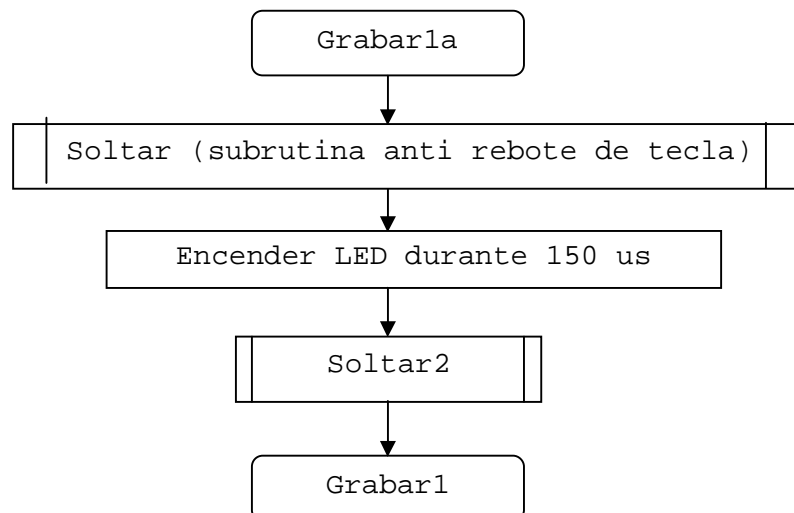 Grabar1a
Soltar (subrutina anti rebote de tecla)
Encender LED durante 150 us
Soltar2
Grabar1